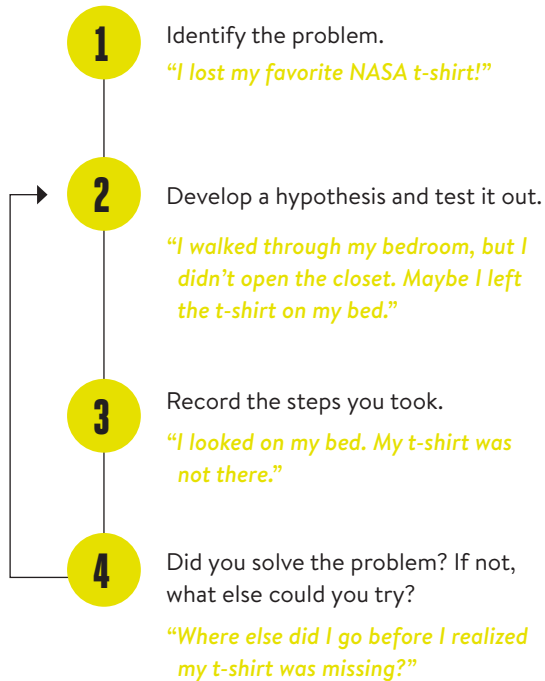 1
Identify the problem.
“I lost my favorite NASA t-shirt!”
2
Develop a hypothesis and test it out.
“I walked through my bedroom, but I
didn’t open the closet. Maybe I left
the t-shirt on my bed.”
3
Record the steps you took.
“I looked on my bed. My t-shirt was
not there.”
4
Did you solve the problem? If not,
what else could you try?
“Where else did I go before I realized
my t-shirt was missing?”